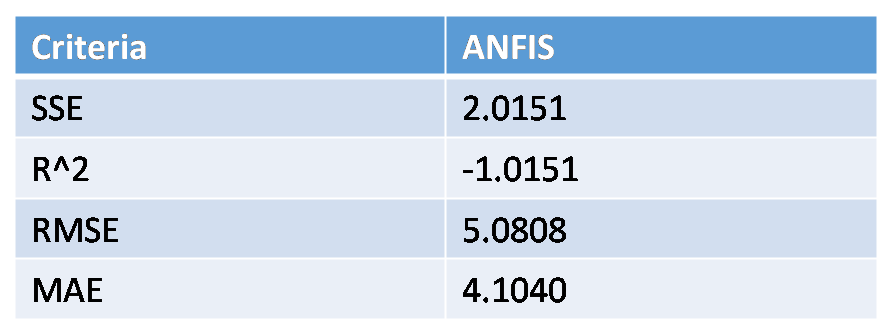 Criteria ANFIS
SSE 2.0151
R^2 -1.0151
RMSE 5.0808
MAE 4.1040